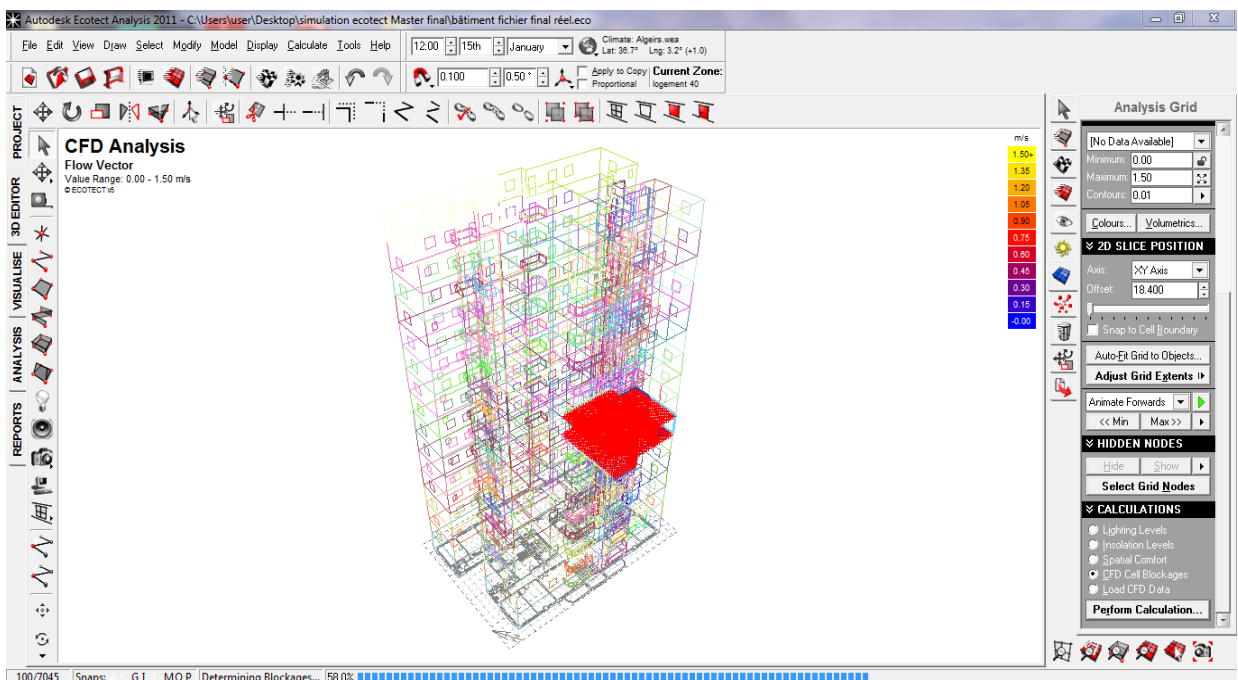 Autodesk Ecotect Analysis 2011 - C:\Users\user\Desktop\simulation ecotect Master final\bâtiment fichier final réel.eco
File Edit View Draw Select Modify Model Display Calculate Tools Help
12:00 15th January
Climate: Algeirs.wea
Lat: 36.7° Lng: 3.2° (+1.0)
0.100 0.50 °
Apply to Copy
Proportional
Current Zone:
logement 40
PROJECT
3D EDITOR
VISUALISE
ANALYSIS
REPORTS
CFD Analysis
Flow Vector
Value Range: 0.00 - 1.50 m/s
© ECOTECT v5
m/s
1.50+
1.35
1.20
1.05
0.90
0.75
0.60
0.45
0.30
0.15
-0.00
Analysis Grid
[No Data Available]
Minimum: 0.00
Maximum: 1.50
Contours: 0.01
Colours... Volumetrics...
2D SLICE POSITION
Axis: XY Axis
Offset: 18.400
Snap to Cell Boundary
Auto-Fit Grid to Objects...
Adjust Grid Extents
Animate Forwards
<< Min Max >>
HIDDEN NODES
Hide Show
Select Grid Nodes
CALCULATIONS
Lighting Levels
Insolation Levels
Spatial Comfort
CFD Cell Blockages
Load CFD Data
Perform Calculation...
100/7045 Snaps: G I M O P Determining Blockages... 58.0%